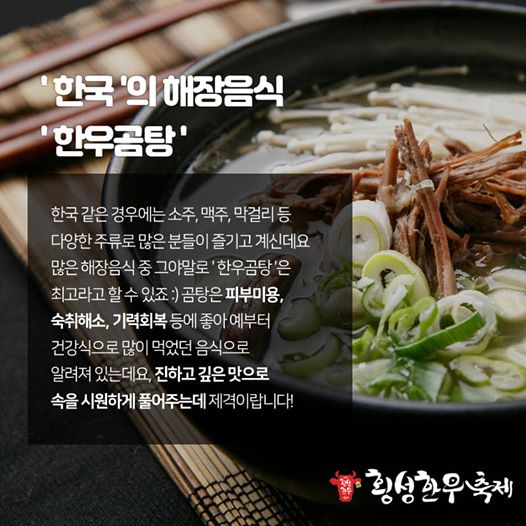 ' 한국 '의 해장음식
' 한우곰탕 '
한국 같은 경우에는 소주, 맥주, 막걸리 등
다양한 주류로 많은 분들이 즐기고 계신데요
많은 해장음식 중 그야말로 ' 한우곰탕 '은
최고라고 할 수 있죠 :) 곰탕은 피부미용,
숙취해소, 기력회복 등에 좋아 예부터
건강식으로 많이 먹었던 음식으로
알려져 있는데요, 진하고 깊은 맛으로
속을 시원하게 풀어주는데 제격이랍니다!
횡성한우축제